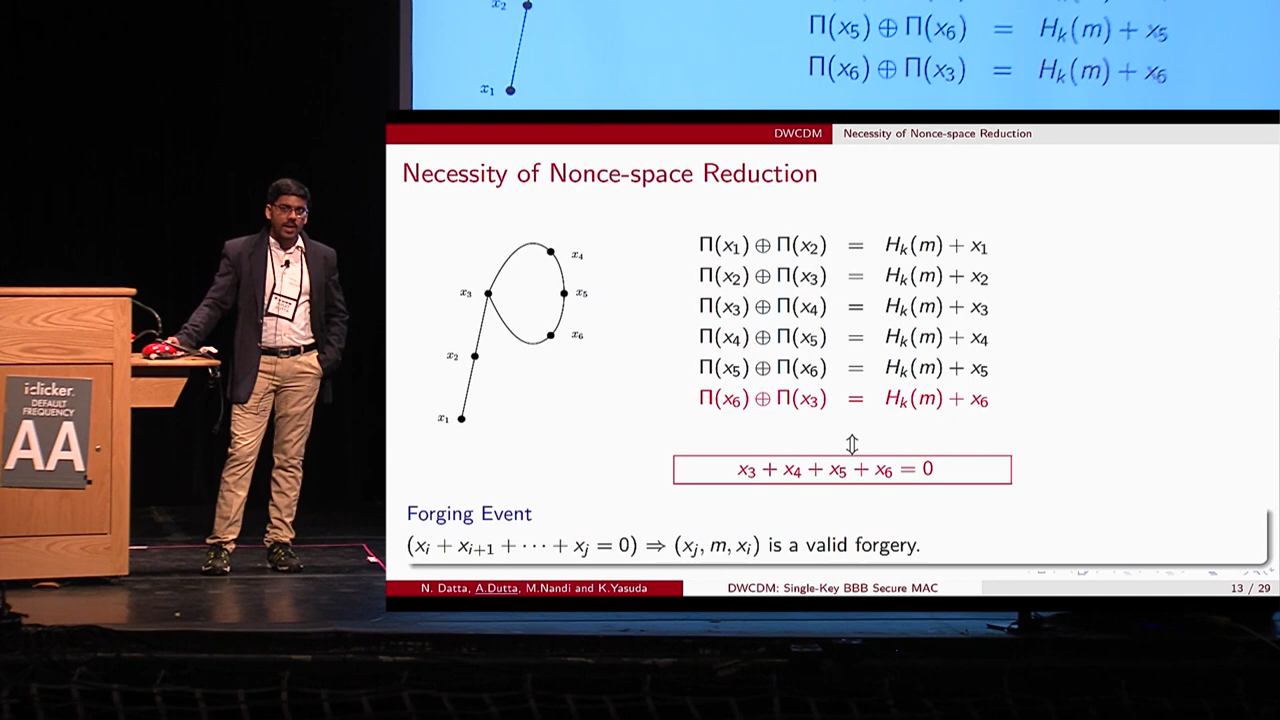 x₂
x₁
Π(x₅) ⊕ Π(x₆) = Hₖ(m) + x₅
Π(x₆) ⊕ Π(x₃) = Hₖ(m) + x₆
DWCDM Necessity of Nonce-space Reduction
Necessity of Nonce-space Reduction
x₄
x₃
x₅
x₆
x₂
x₁
Π(x₁) ⊕ Π(x₂) = Hₖ(m) + x₁
Π(x₂) ⊕ Π(x₃) = Hₖ(m) + x₂
Π(x₃) ⊕ Π(x₄) = Hₖ(m) + x₃
Π(x₄) ⊕ Π(x₅) = Hₖ(m) + x₄
Π(x₅) ⊕ Π(x₆) = Hₖ(m) + x₅
Π(x₆) ⊕ Π(x₃) = Hₖ(m) + x₆
⇕
x₃ + x₄ + x₅ + x₆ = 0
Forging Event
(xᵢ + xᵢ₊₁ + ⋯ + xⱼ = 0) ⇒ (xⱼ, m, xᵢ) is a valid forgery.
N. Datta, A.Dutta, M.Nandi and K.Yasuda DWCDM: Single-Key BBB Secure MAC 13 / 29
iclicker.
DEFAULT
FREQUENCY
AA